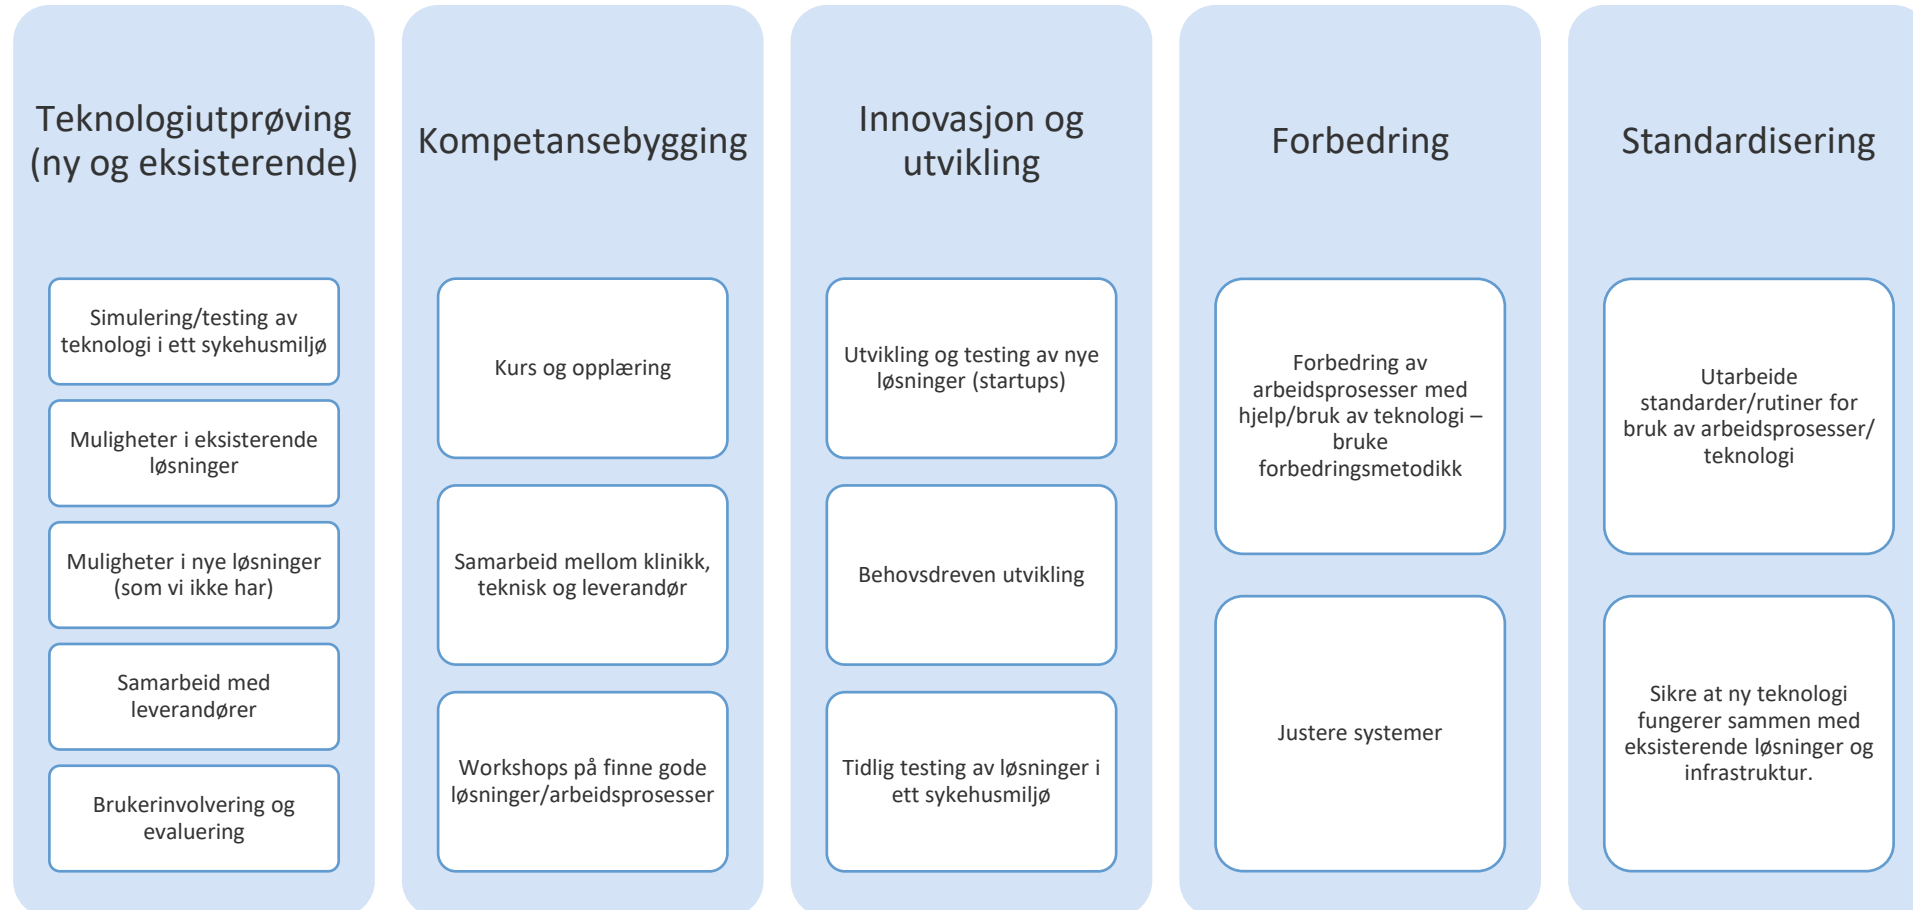 Teknologiutprøving
(ny og eksisterende)
Simulering/testing av
teknologi i ett sykehusmiljø
Muligheter i eksisterende
løsninger
Muligheter i nye løsninger
(som vi ikke har)
Samarbeid med
leverandører
Brukerinvolvering og
evaluering
Kompetansebygging
Kurs og opplæring
Samarbeid mellom klinikk,
teknisk og leverandør
Workshops på finne gode
løsninger/arbeidsprosesser
Innovasjon og
utvikling
Utvikling og testing av nye
løsninger (startups)
Behovsdreven utvikling
Tidlig testing av løsninger i
ett sykehusmiljø
Forbedring
Forbedring av
arbeidsprosesser med
hjelp/bruk av teknologi –
bruke
forbedringsmetodikk
Justere systemer
Standardisering
Utarbeide
standarder/rutiner for
bruk av arbeidsprosesser/
teknologi
Sikre at ny teknologi
fungerer sammen med
eksisterende løsninger og
infrastruktur.